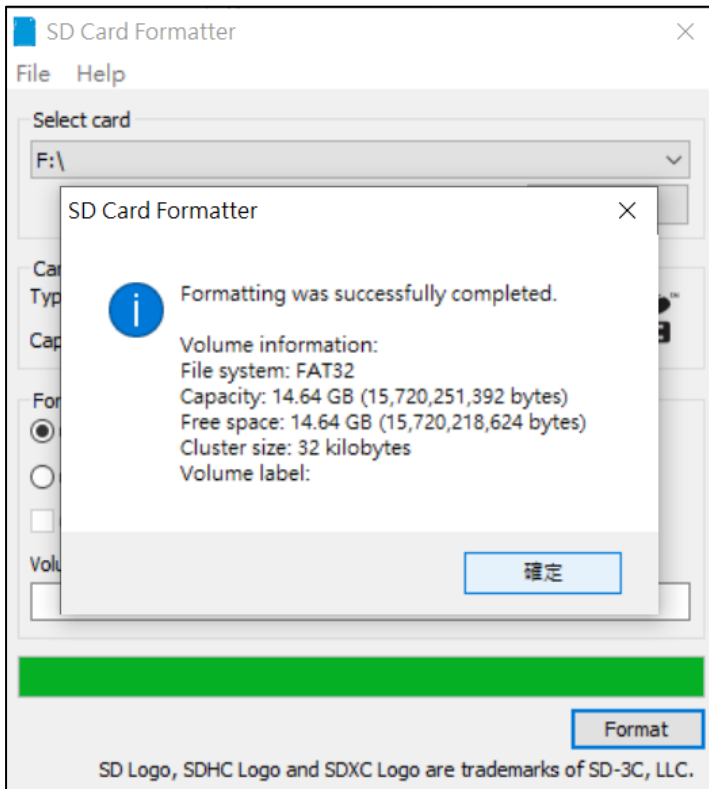 SD Card Formatter
File Help
Select card
F:\
SD Card Formatter
Formatting was successfully completed.
Volume information:
File system: FAT32
Capacity: 14.64 GB (15,720,251,392 bytes)
Free space: 14.64 GB (15,720,218,624 bytes)
Cluster size: 32 kilobytes
Volume label:
確定
Format
SD Logo, SDHC Logo and SDXC Logo are trademarks of SD-3C, LLC.